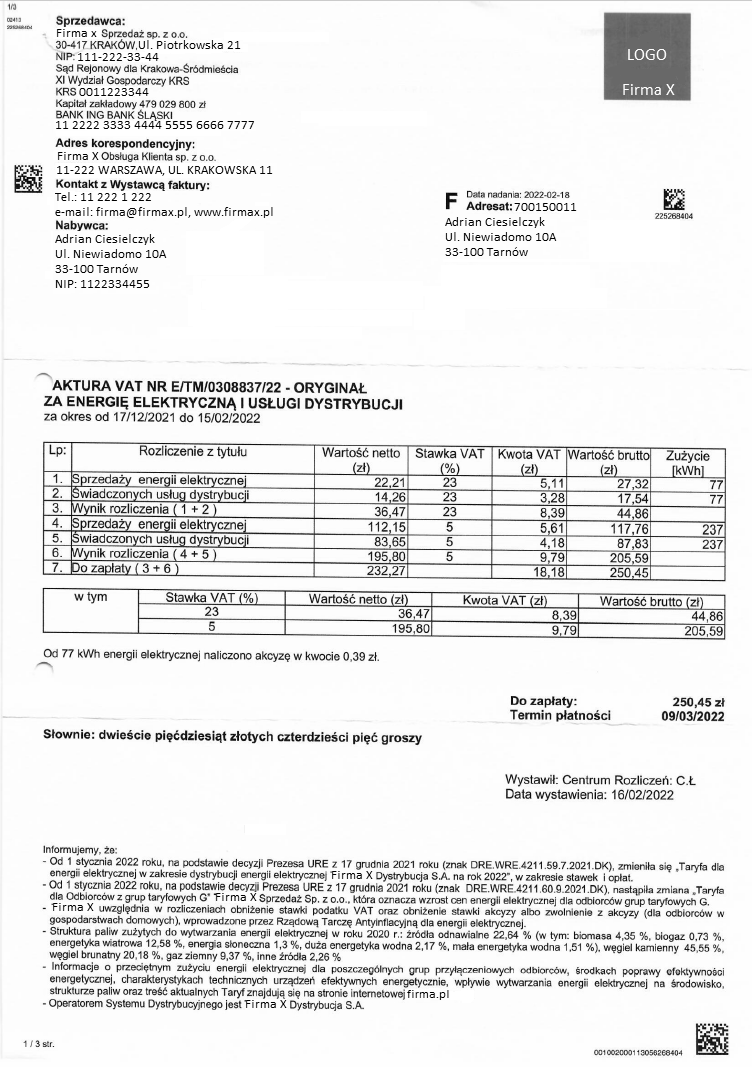 1/3
02413
225268404
Sprzedawca:
Firma x Sprzedaż sp. z o.o.
30-417 KRAKÓW,Ul. Piotrkowska 21
NIP: 111-222-33-44
Sąd Rejonowy dla Krakowa-Śródmieścia
XI Wydział Gospodarczy KRS
KRS 0011223344
Kapitał zakładowy 479 029 800 zł
BANK ING BANK ŚLĄSKI
11 2222 3333 4444 5555 6666 7777
LOGO
Firma X
Adres korespondencyjny:
Firma X Obsługa Klienta sp. z o.o.
11-222 WARSZAWA, UL. KRAKOWSKA 11
Kontakt z Wystawcą faktury:
Tel.: 11 222 1 222
e-mail: firma@firmax.pl, www.firmax.pl
Nabywca:
Adrian Ciesielczyk
Ul. Niewiadomo 10A
33-100 Tarnów
NIP: 1122334455
F Data nadania: 2022-02-18
Adresat: 700150011
Adrian Ciesielczyk
Ul. Niewiadomo 10A
33-100 Tarnów
225268404
AKTURA VAT NR E/TM/0308837/22 - ORYGINAŁ
ZA ENERGIĘ ELEKTRYCZNĄ I USŁUGI DYSTRYBUCJI
za okres od 17/12/2021 do 15/02/2022
Lp: Rozliczenie z tytułu Wartość netto (zł) Stawka VAT (%) Kwota VAT (zł) Wartość brutto (zł) Zużycie [kWh]
1. Sprzedaży energii elektrycznej 22,21 23 5,11 27,32 77
2. Świadczonych usług dystrybucji 14,26 23 3,28 17,54 77
3. Wynik rozliczenia ( 1 + 2 ) 36,47 23 8,39 44,86
4. Sprzedaży energii elektrycznej 112,15 5 5,61 117,76 237
5. Świadczonych usług dystrybucji 83,65 5 4,18 87,83 237
6. Wynik rozliczenia ( 4 + 5 ) 195,80 5 9,79 205,59
7. Do zapłaty ( 3 + 6 ) 232,27 18,18 250,45
w tym Stawka VAT (%) Wartość netto (zł) Kwota VAT (zł) Wartość brutto (zł)
23 36,47 8,39 44,86
5 195,80 9,79 205,59
Od 77 kWh energii elektrycznej naliczono akcyzę w kwocie 0,39 zł.
Do zapłaty: 250,45 zł
Termin płatności 09/03/2022
Słownie: dwieście pięćdziesiąt złotych czterdzieści pięć groszy
Wystawił: Centrum Rozliczeń: C.Ł
Data wystawienia: 16/02/2022
Informujemy, że:
- Od 1 stycznia 2022 roku, na podstawie decyzji Prezesa URE z 17 grudnia 2021 roku (znak DRE.WRE.4211.59.7.2021.DK), zmieniła się „Taryfa dla
energii elektrycznej w zakresie dystrybucji energii elektrycznej Firma X Dystrybucja S.A. na rok 2022”, w zakresie stawek i opłat.
- Od 1 stycznia 2022 roku, na podstawie decyzji Prezesa URE z 17 grudnia 2021 roku (znak DRE.WRE.4211.60.9.2021.DK), nastąpiła zmiana „Taryfa
dla Odbiorców z grup taryfowych G” Firma X Sprzedaż Sp. z o.o., która oznacza wzrost cen energii elektrycznej dla odbiorców grup taryfowych G.
- Firma X uwzględnia w rozliczeniach obniżenie stawki podatku VAT oraz obniżenie stawki akcyzy albo zwolnienie z akcyzy (dla odbiorców w
gospodarstwach domowych), wprowadzone przez Rządową Tarczę Antyinflacyjną dla energii elektrycznej.
- Struktura paliw zużytych do wytwarzania energii elektrycznej w roku 2020 r.: źródła odnawialne 22,64 % (w tym: biomasa 4,35 %, biogaz 0,73 %,
energetyka wiatrowa 12,58 %, energia słoneczna 1,3 %, duża energetyka wodna 2,17 %, mała energetyka wodna 1,51 %), węgiel kamienny 45,55 %,
węgiel brunatny 20,18 %, gaz ziemny 9,37 %, inne źródła 2,26 %
- Informacje o przeciętnym zużyciu energii elektrycznej dla poszczególnych grup przyłączeniowych odbiorców, środkach poprawy efektywności
energetycznej, charakterystykach technicznych urządzeń efektywnych energetycznie, wpływie wytwarzania energii elektrycznej na środowisko,
strukturze paliw oraz treść aktualnych Taryf znajdują się na stronie internetowej firma.pl
- Operatorem Systemu Dystrybucyjnego jest Firma X Dystrybucja S.A.
1 / 3 str.
001002000113056268404